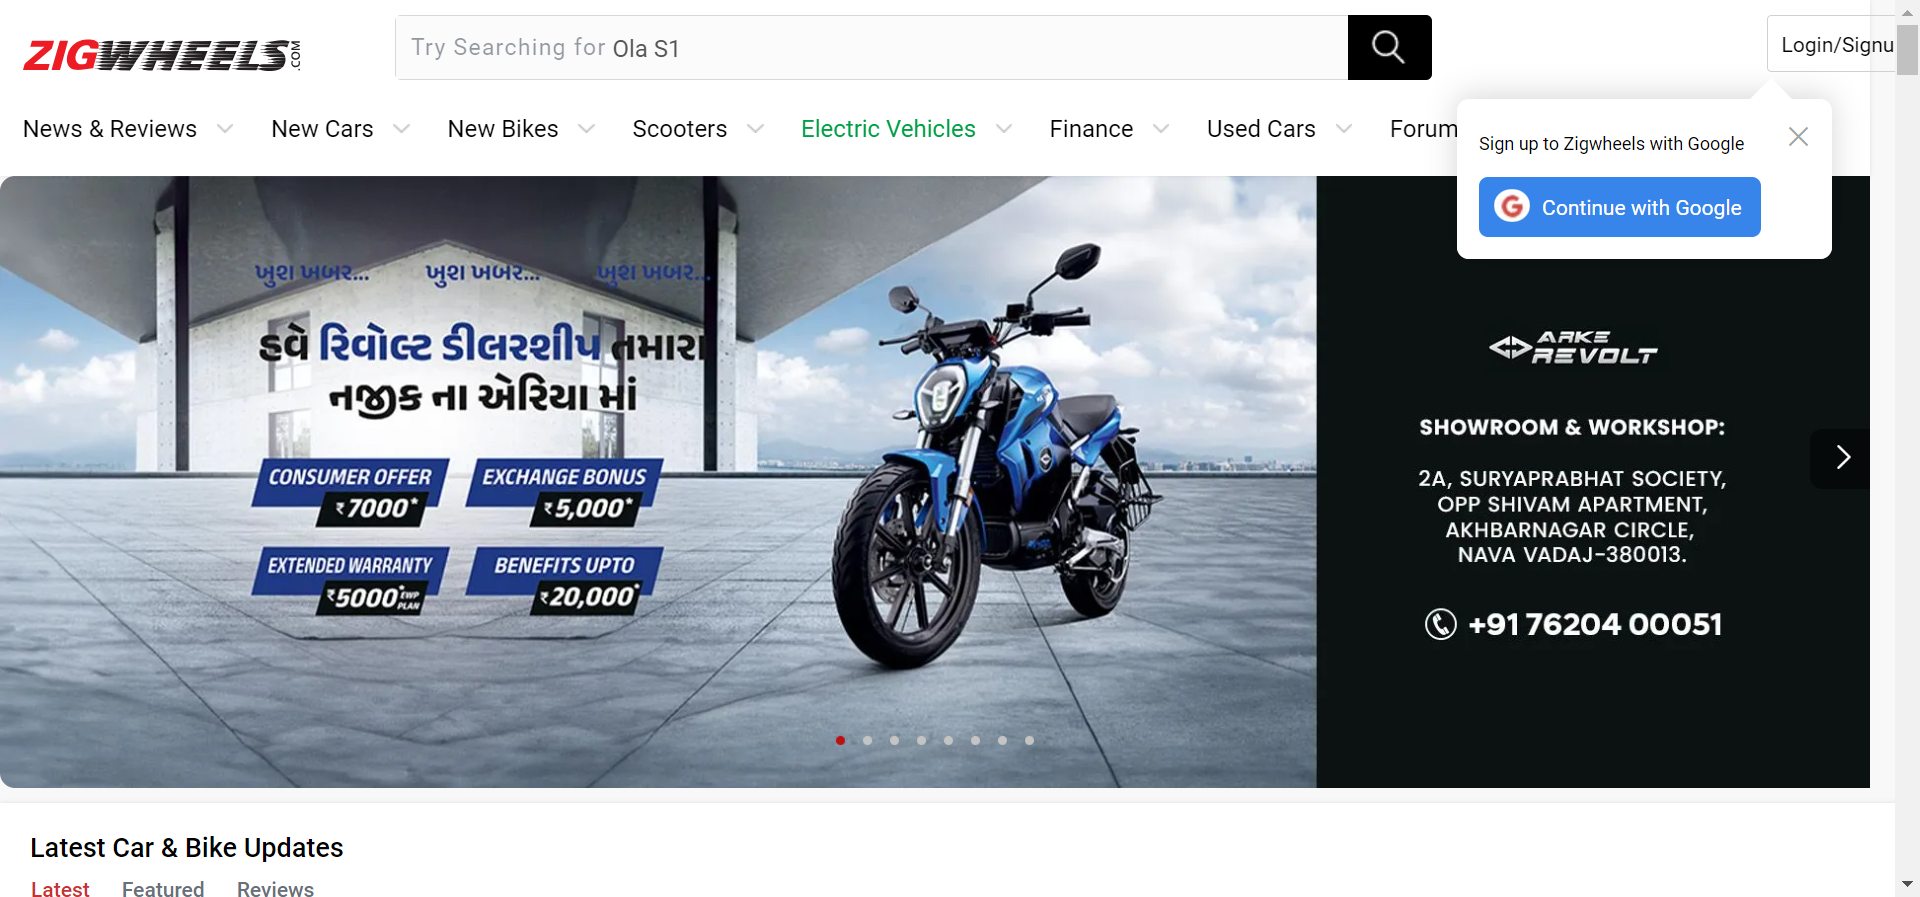 ZIGWHEELS.COM
Try Searching for Ola S1
Login/Signu
News & Reviews
New Cars
New Bikes
Scooters
Electric Vehicles
Finance
Used Cars
Forum
Sign up to Zigwheels with Google
Continue with Google
ખુશ ખબર... ખુશ ખબર... ખુશ ખબર...
હવે રિવોલ્ટ ડીલરશીપ તમારા
નજીક ના એરિયા માં
CONSUMER OFFER
₹7000*
EXCHANGE BONUS
₹5,000*
EXTENDED WARRANTY
₹5000* EWP PLAN
BENEFITS UPTO
₹20,000*
ARKE
REVOLT
SHOWROOM & WORKSHOP:
2A, SURYAPRABHAT SOCIETY,
OPP SHIVAM APARTMENT,
AKHBARNAGAR CIRCLE,
NAVA VADAJ-380013.
+91 76204 00051
Latest Car & Bike Updates
Latest
Featured
Reviews